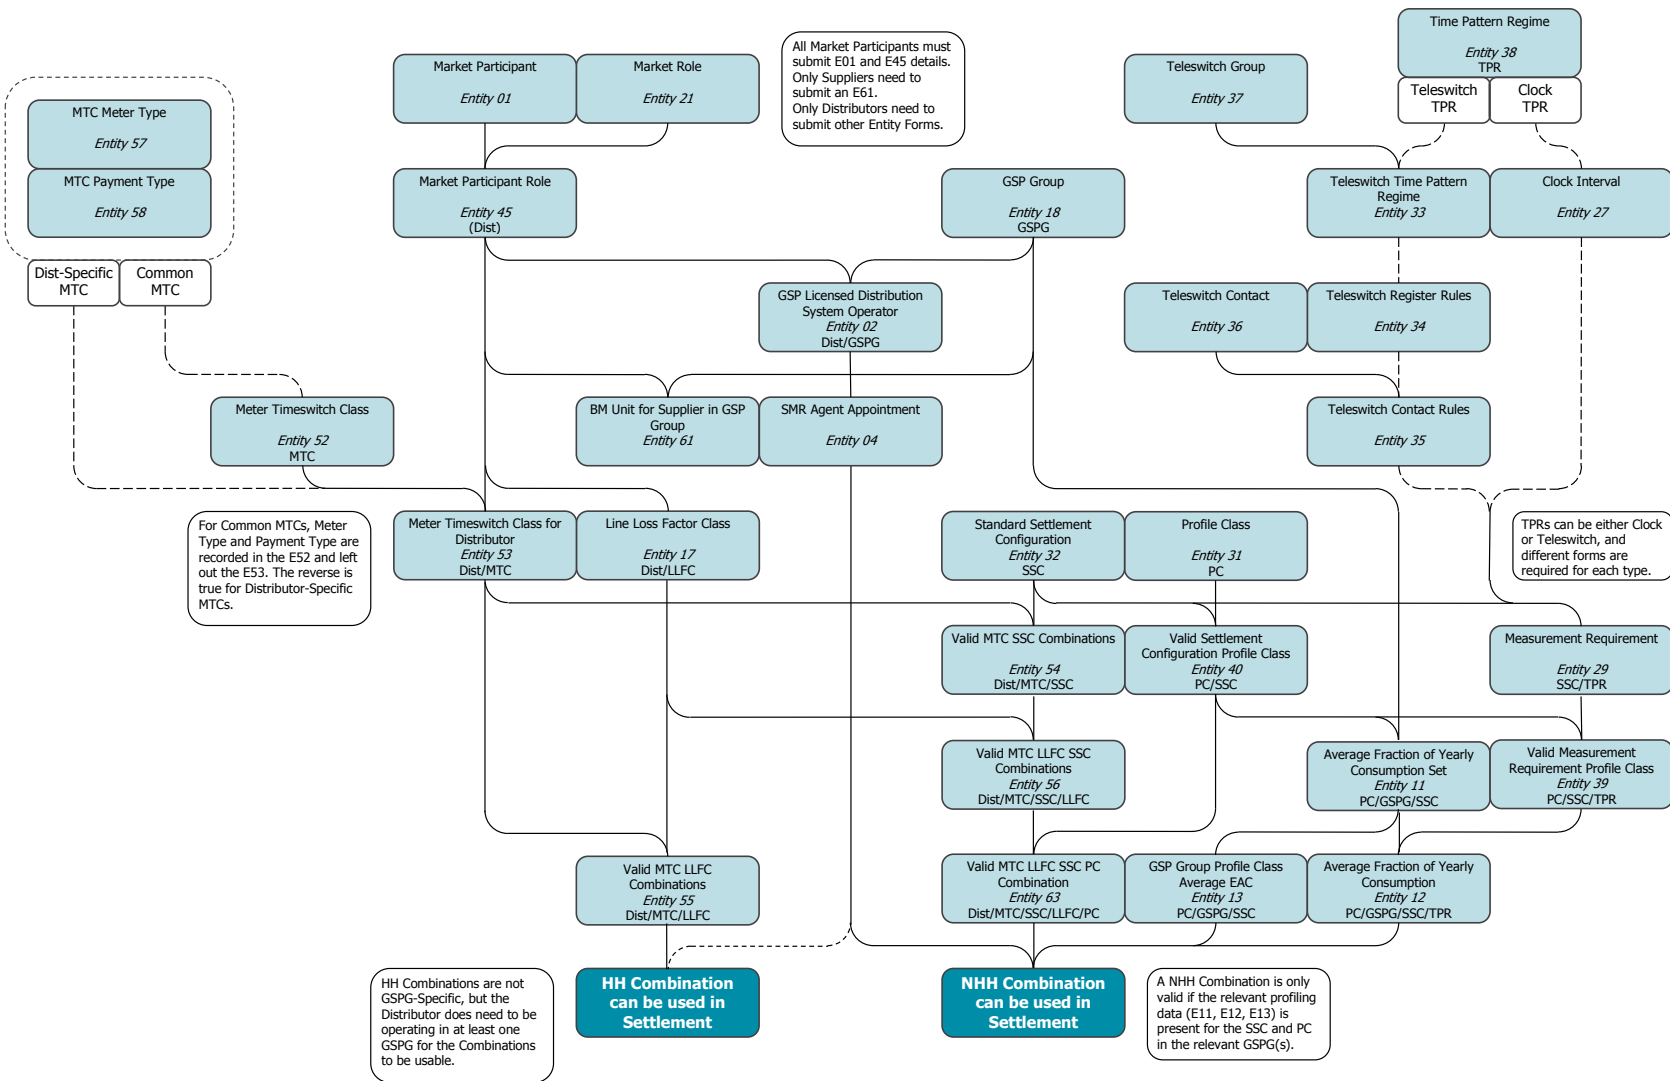 Time Pattern Regime
Entity 38
TPR
Teleswitch
TPR
Clock
TPR
All Market Participants must
submit E01 and E45 details.
Only Suppliers need to
submit an E61.
Only Distributors need to
submit other Entity Forms.
Market Participant
Entity 01
Market Role
Entity 21
Teleswitch Group
Entity 37
MTC Meter Type
Entity 57
MTC Payment Type
Entity 58
Market Participant Role
Entity 45
(Dist)
GSP Group
Entity 18
GSPG
Teleswitch Time Pattern
Regime
Entity 33
Clock Interval
Entity 27
Dist-Specific
MTC
Common
MTC
GSP Licensed Distribution
System Operator
Entity 02
Dist/GSPG
Teleswitch Contact
Entity 36
Teleswitch Register Rules
Entity 34
Meter Timeswitch Class
Entity 52
MTC
BM Unit for Supplier in GSP
Group
Entity 61
SMR Agent Appointment
Entity 04
Teleswitch Contact Rules
Entity 35
For Common MTCs, Meter
Type and Payment Type are
recorded in the E52 and left
out the E53. The reverse is
true for Distributor-Specific
MTCs.
Meter Timeswitch Class for
Distributor
Entity 53
Dist/MTC
Line Loss Factor Class
Entity 17
Dist/LLFC
Standard Settlement
Configuration
Entity 32
SSC
Profile Class
Entity 31
PC
TPRs can be either Clock
or Teleswitch, and
different forms are
required for each type.
Valid MTC SSC Combinations
Entity 54
Dist/MTC/SSC
Valid Settlement
Configuration Profile Class
Entity 40
PC/SSC
Measurement Requirement
Entity 29
SSC/TPR
Valid MTC LLFC SSC
Combinations
Entity 56
Dist/MTC/SSC/LLFC
Average Fraction of Yearly
Consumption Set
Entity 11
PC/GSPG/SSC
Valid Measurement
Requirement Profile Class
Entity 39
PC/SSC/TPR
Valid MTC LLFC
Combinations
Entity 55
Dist/MTC/LLFC
Valid MTC LLFC SSC PC
Combination
Entity 63
Dist/MTC/SSC/LLFC/PC
GSP Group Profile Class
Average EAC
Entity 13
PC/GSPG/SSC
Average Fraction of Yearly
Consumption
Entity 12
PC/GSPG/SSC/TPR
HH Combinations are not
GSPG-Specific, but the
Distributor does need to be
operating in at least one
GSPG for the Combinations
to be usable.
HH Combination
can be used in
Settlement
NHH Combination
can be used in
Settlement
A NHH Combination is only
valid if the relevant profiling
data (E11, E12, E13) is
present for the SSC and PC
in the relevant GSPG(s).